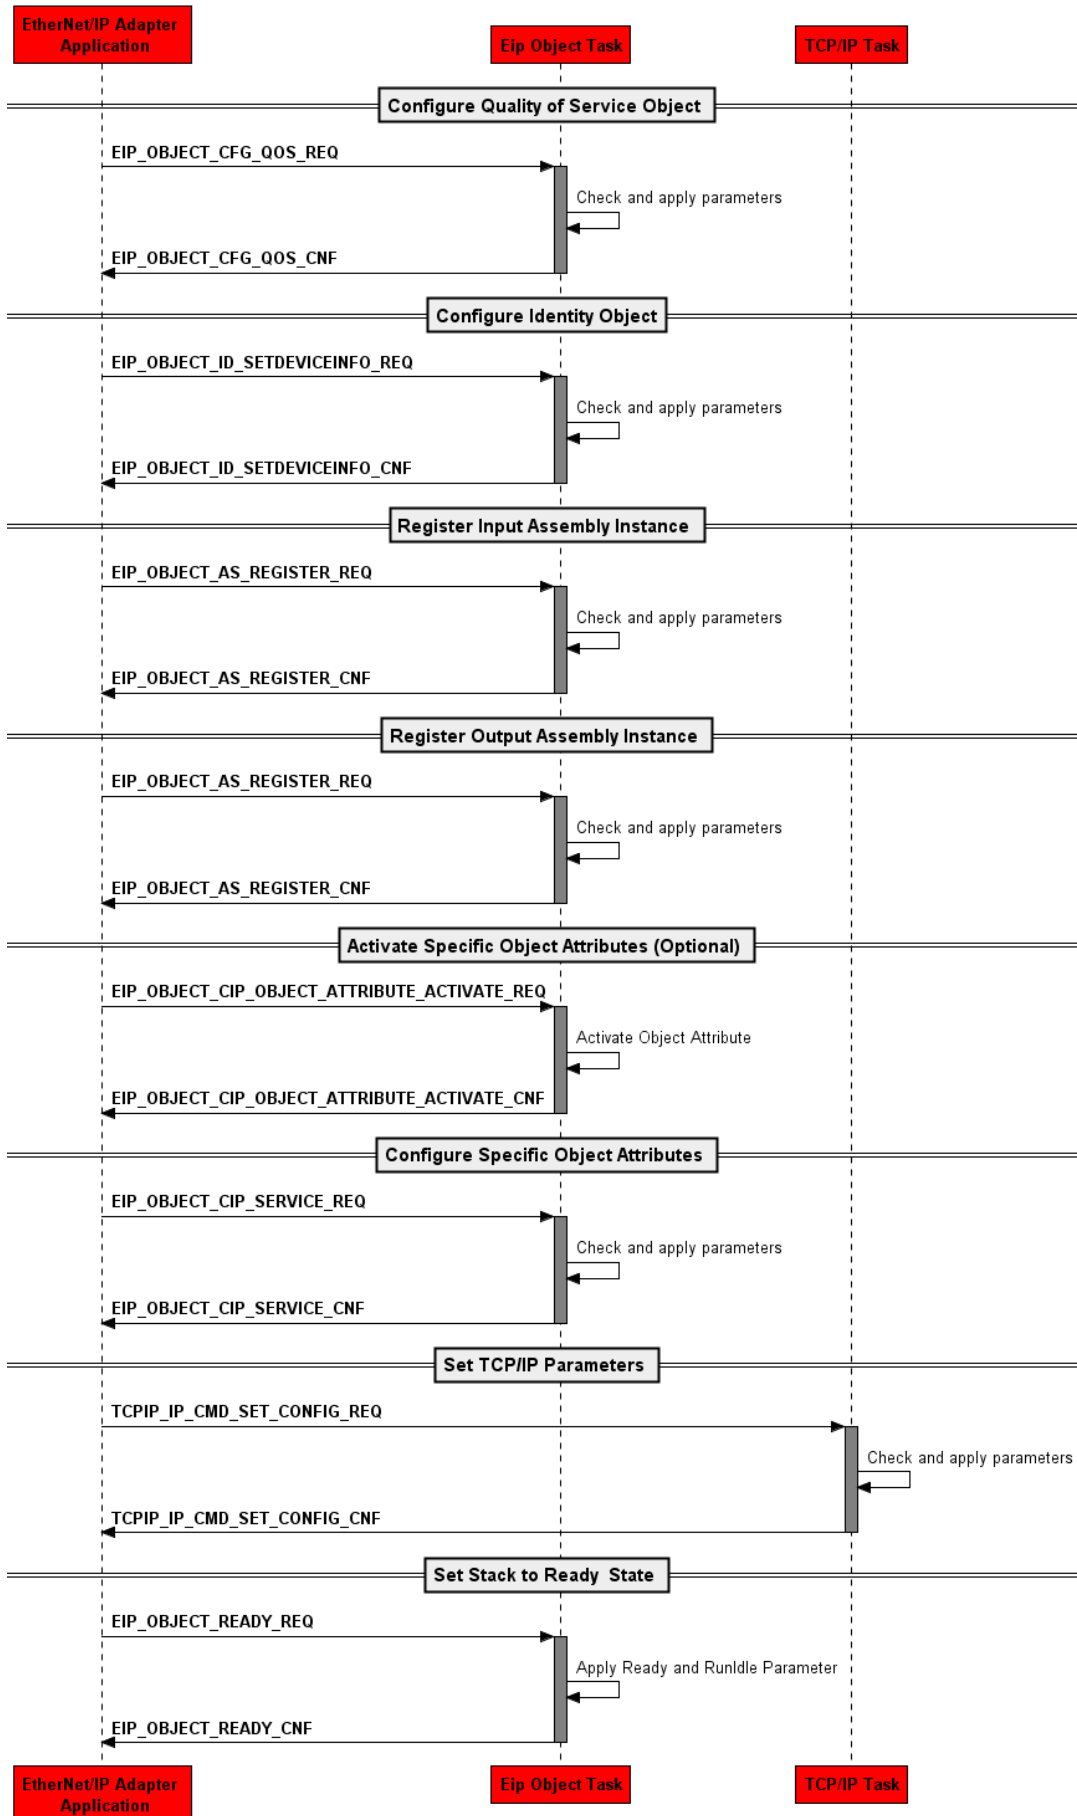 EtherNet/IP Adapter
Application
Eip Object Task
TCP/IP Task
Configure Quality of Service Object
EIP_OBJECT_CFG_QOS_REQ
Check and apply parameters
EIP_OBJECT_CFG_QOS_CNF
Configure Identity Object
EIP_OBJECT_ID_SETDEVICEINFO_REQ
Check and apply parameters
EIP_OBJECT_ID_SETDEVICEINFO_CNF
Register Input Assembly Instance
EIP_OBJECT_AS_REGISTER_REQ
Check and apply parameters
EIP_OBJECT_AS_REGISTER_CNF
Register Output Assembly Instance
EIP_OBJECT_AS_REGISTER_REQ
Check and apply parameters
EIP_OBJECT_AS_REGISTER_CNF
Activate Specific Object Attributes (Optional)
EIP_OBJECT_CIP_OBJECT_ATTRIBUTE_ACTIVATE_REQ
Activate Object Attribute
EIP_OBJECT_CIP_OBJECT_ATTRIBUTE_ACTIVATE_CNF
Configure Specific Object Attributes
EIP_OBJECT_CIP_SERVICE_REQ
Check and apply parameters
EIP_OBJECT_CIP_SERVICE_CNF
Set TCP/IP Parameters
TCPIP_IP_CMD_SET_CONFIG_REQ
Check and apply parameters
TCPIP_IP_CMD_SET_CONFIG_CNF
Set Stack to Ready State
EIP_OBJECT_READY_REQ
Apply Ready and RunIdle Parameter
EIP_OBJECT_READY_CNF
EtherNet/IP Adapter
Application
Eip Object Task
TCP/IP Task